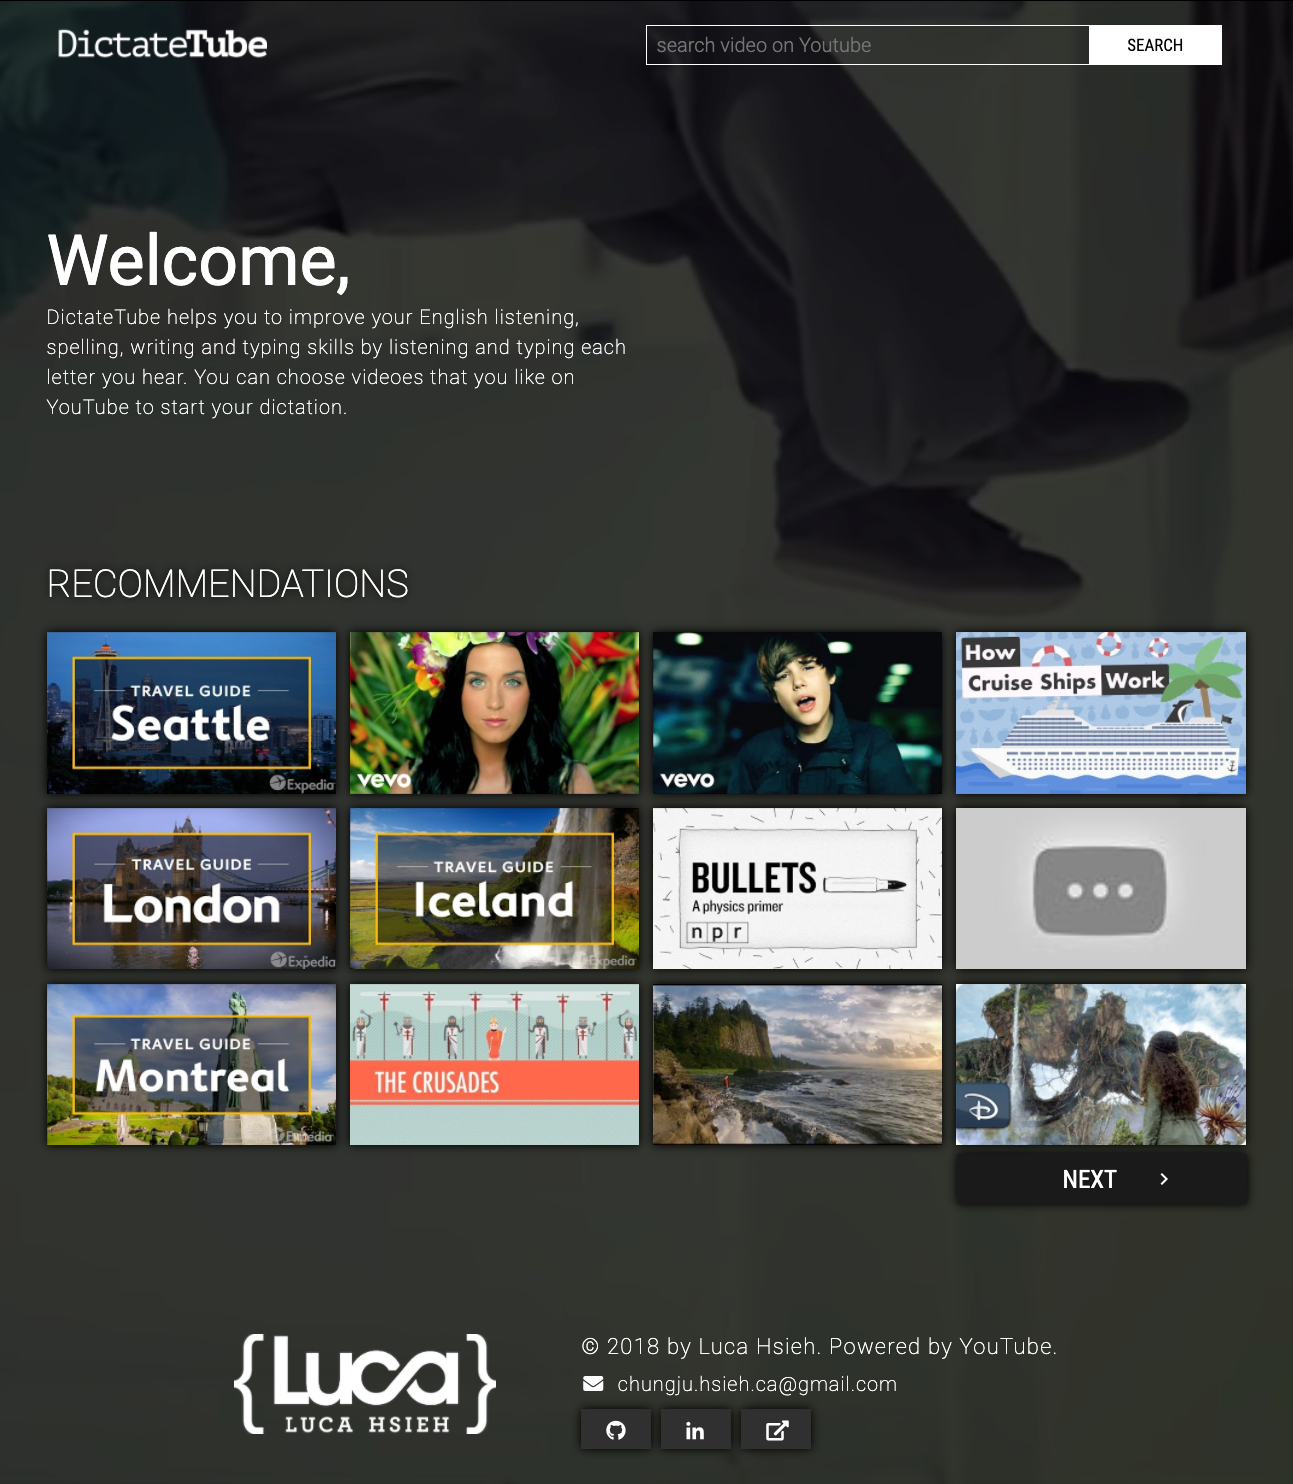 DictateTube
search video on Youtube
SEARCH
Welcome,
DictateTube helps you to improve your English listening,
spelling, writing and typing skills by listening and typing each
letter you hear. You can choose videoes that you like on
YouTube to start your dictation.
RECOMMENDATIONS
TRAVEL GUIDE
Seattle
Expedia
vevo
vevo
How
Cruise Ships Work
TRAVEL GUIDE
London
Expedia
TRAVEL GUIDE
Iceland
Expedia
BULLETS
A physics primer
npr
TRAVEL GUIDE
Montreal
Expedia
THE CRUSADES
D
NEXT
{Luca}
LUCA HSIEH
© 2018 by Luca Hsieh. Powered by YouTube.
chungju.hsieh.ca@gmail.com
in